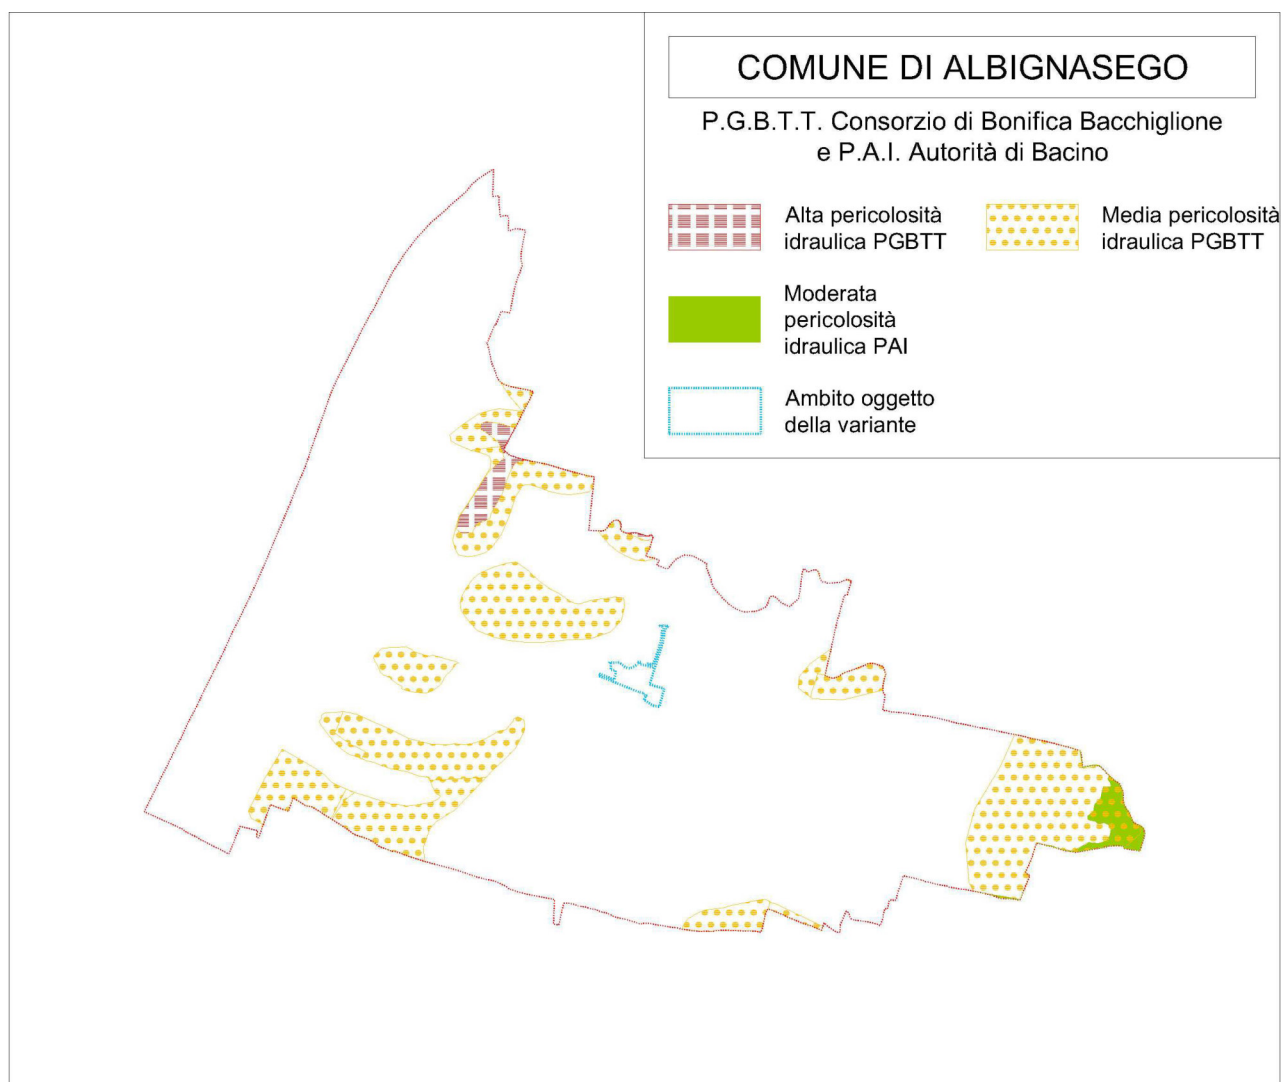 COMUNE DI ALBIGNASEGO
P.G.B.T.T. Consorzio di Bonifica Bacchiglione
e P.A.I. Autorità di Bacino
Alta pericolosità
idraulica PGBTT
Media pericolosità
idraulica PGBTT
Moderata
pericolosità
idraulica PAI
Ambito oggetto
della variante